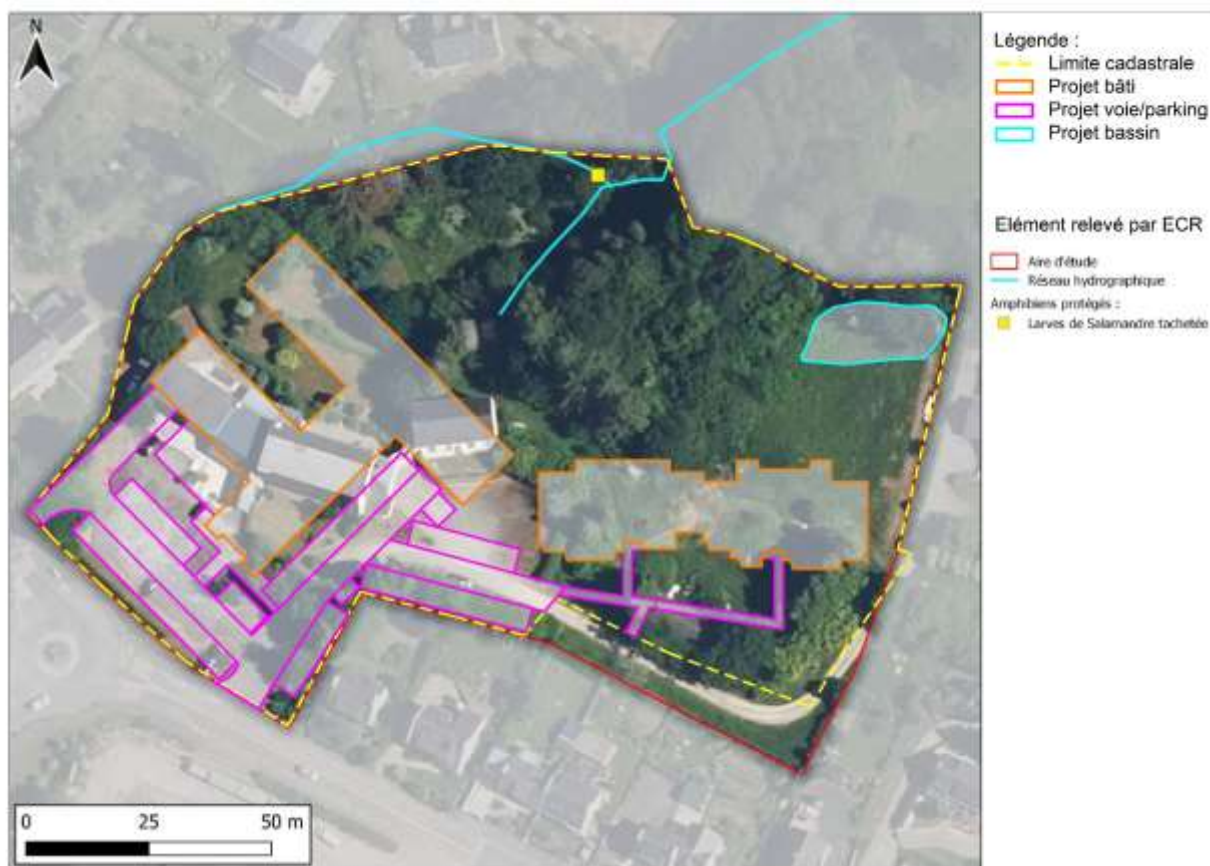 N
Légende :
Limite cadastrale
Projet bâti
Projet voie/parking
Projet bassin
Elément relevé par ECR
Aire d'étude
Réseau hydrographique
Amphibiens protégés :
Larves de Salamandre tachetée
0 25 50 m